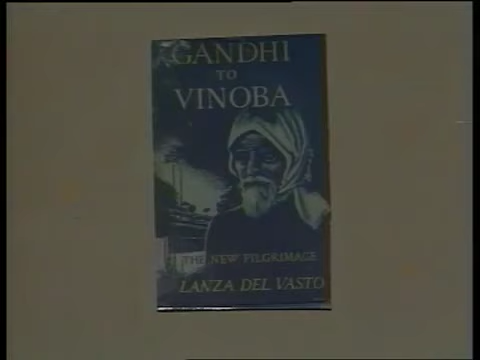 GANDHI
TO
VINOBA
THE NEW PILGRIMAGE
LANZA DEL VASTO